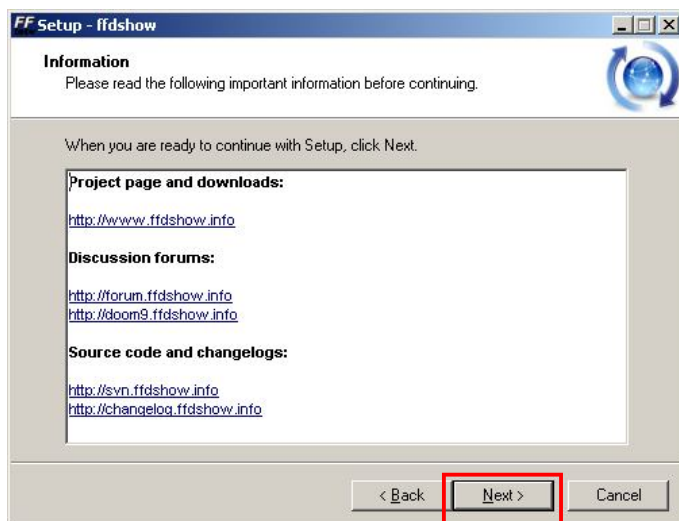 FF Setup - ffdshow
Information
Please read the following important information before continuing.
When you are ready to continue with Setup, click Next.
Project page and downloads:
http://www.ffdshow.info
Discussion forums:
http://forum.ffdshow.info
http://doom9.ffdshow.info
Source code and changelogs:
http://svn.ffdshow.info
http://changelog.ffdshow.info
< Back Next > Cancel